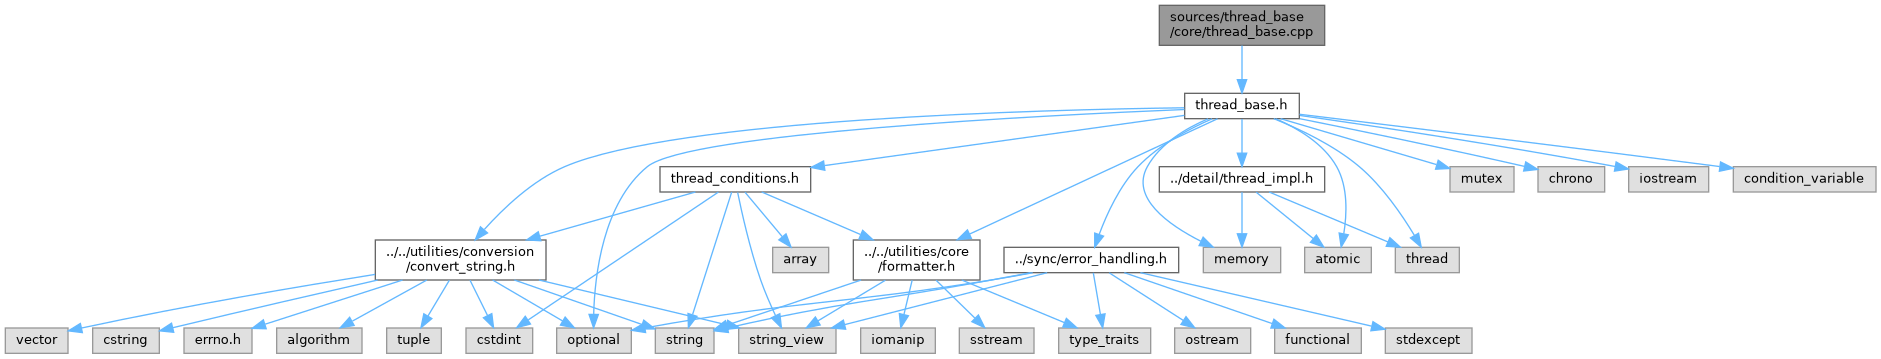 sources/thread_base
/core/thread_base.cpp
thread_base.h
thread_conditions.h
../detail/thread_impl.h
mutex
chrono
iostream
condition_variable
../../utilities/conversion
/convert_string.h
array
../../utilities/core
/formatter.h
../sync/error_handling.h
memory
atomic
thread
vector
cstring
errno.h
algorithm
tuple
cstdint
optional
string
string_view
iomanip
sstream
type_traits
ostream
functional
stdexcept